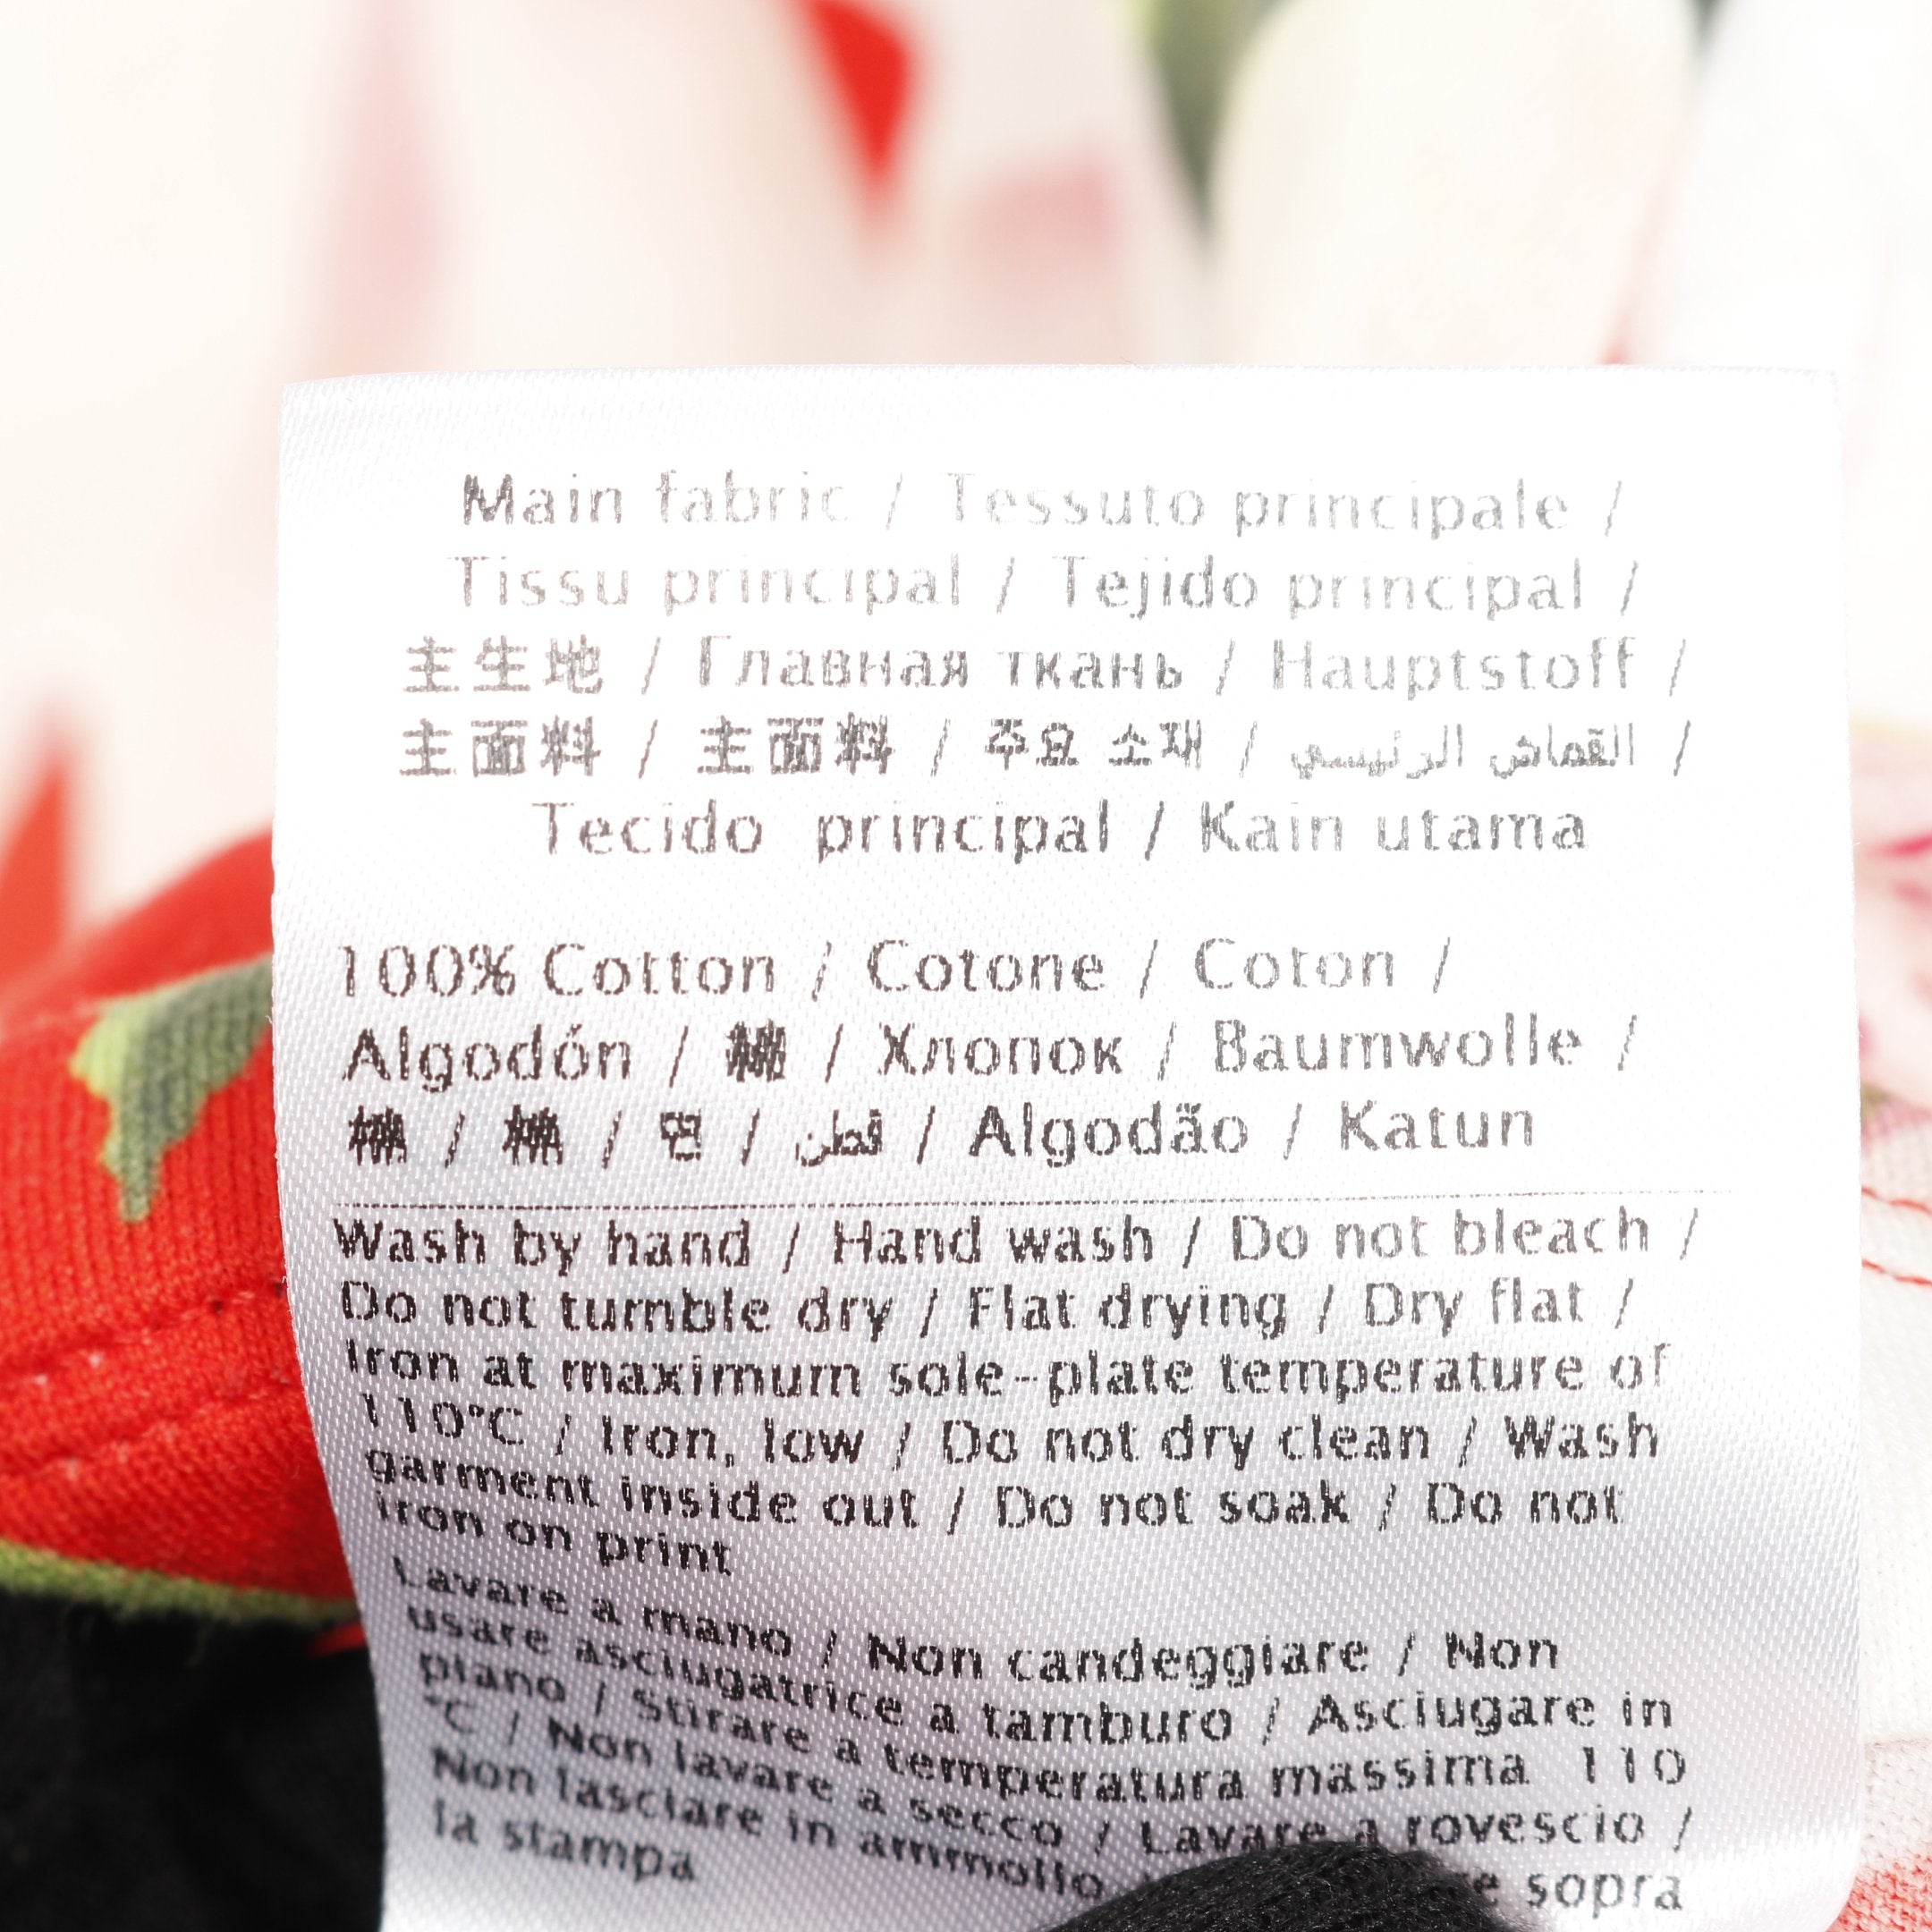 Main fabric / Tessuto principale /
Tissu principal / Tejido principal /
主生地 / Главная ткань / Hauptstoff /
主面料 / 主面料 / 주요 소재 / القماش الرئيسي /
Tecido principal / Kain utama
100% Cotton / Cotone / Coton /
Algodón / 綿 / Хлопок / Baumwolle /
棉 / 棉 / 면 / قطن / Algodão / Katun
Wash by hand / Hand wash / Do not bleach /
Do not tumble dry / Flat drying / Dry flat /
Iron at maximum sole-plate temperature of
110°C / Iron, low / Do not dry clean / Wash
garment inside out / Do not soak / Do not
iron on print
Lavare a mano / Non candeggiare / Non
usare asciugatrice a tamburo / Asciugare in
piano / Stirare a temperatura massima 110
°C / Non lavare a secco / Lavare a rovescio /
Non lasciare in ammollo sopra
la stampa